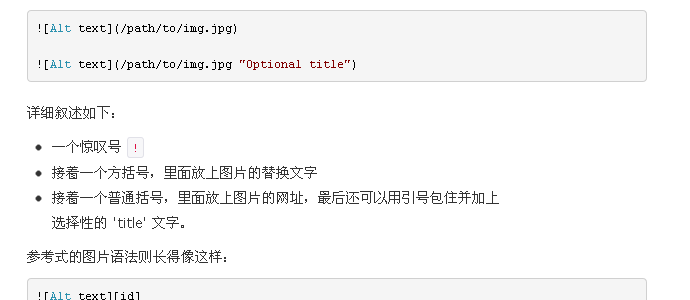 ![Alt text](/path/to/img.jpg)
![Alt text](/path/to/img.jpg "Optional title")
详细叙述如下：
一个惊叹号 !
接着一个方括号，里面放上图片的替换文字
接着一个普通括号，里面放上图片的网址，最后还可以用引号包住并加上
选择性的 'title' 文字。
参考式的图片语法则长得像这样：
![Alt text][id]